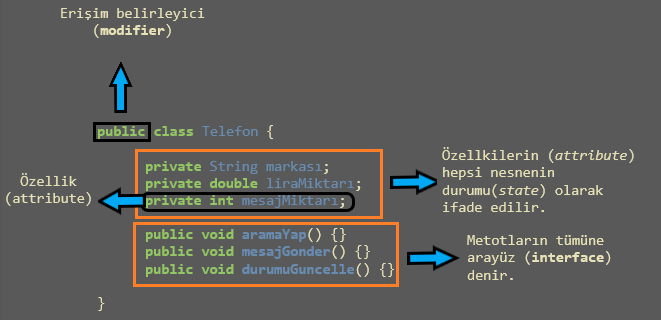 Erişim belirleyici
(modifier)
public class Telefon {
private String markası;
private double liraMiktarı;
private int mesajMiktarı;
Özellik
(attribute)
Özellkilerin (attribute)
hepsi nesnenin
durumu(state) olarak
ifade edilir.
public void aramaYap() {}
public void mesajGonder() {}
public void durumuGuncelle() {}
Metotların tümüne
arayüz (interface)
denir.
}